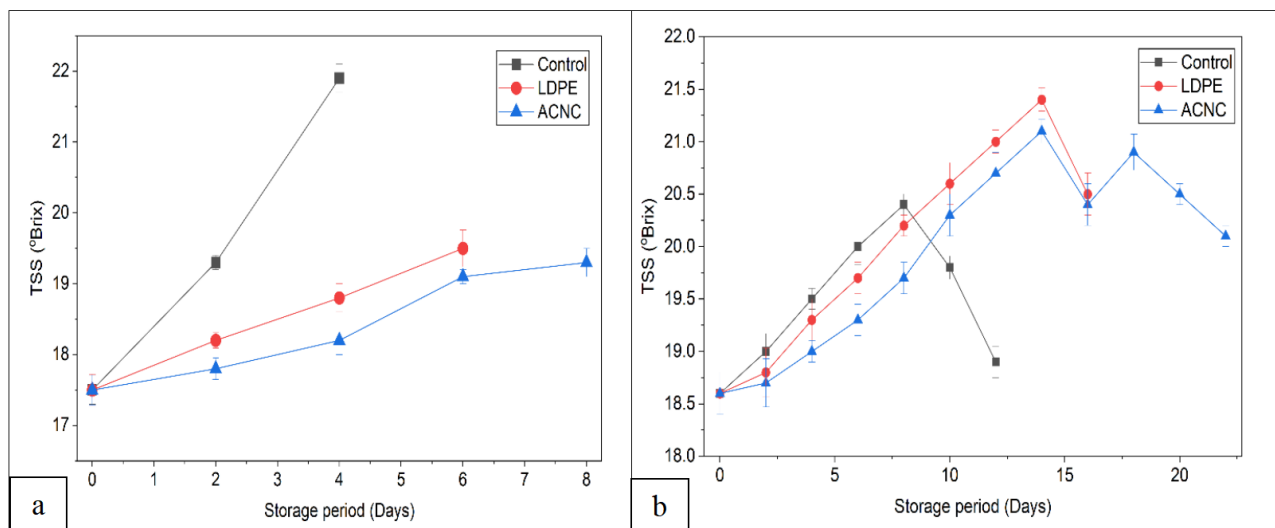 22
21
20
19
18
17
TSS (ºBrix)
Control
LDPE
ACNC
0 1 2 3 4 5 6 7 8
Storage period (Days)
a
22.0
21.5
21.0
20.5
20.0
19.5
19.0
18.5
18.0
TSS (ºBrix)
Control
LDPE
ACNC
0 5 10 15 20
Storage period (Days)
b